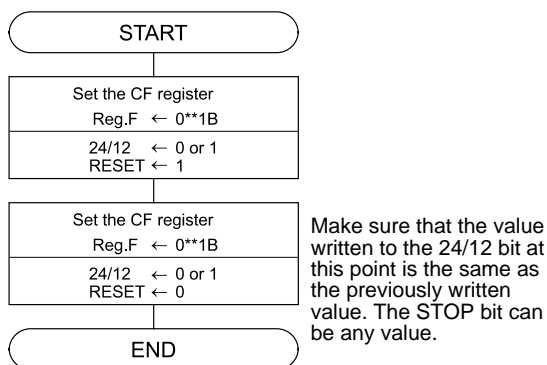 START
Set the CF register
Reg.F ← 0**1B
24/12 ← 0 or 1
RESET ← 1
Set the CF register
Reg.F ← 0**1B
24/12 ← 0 or 1
RESET ← 0
Make sure that the value
written to the 24/12 bit at
this point is the same as
the previously written
value. The STOP bit can
be any value.
END